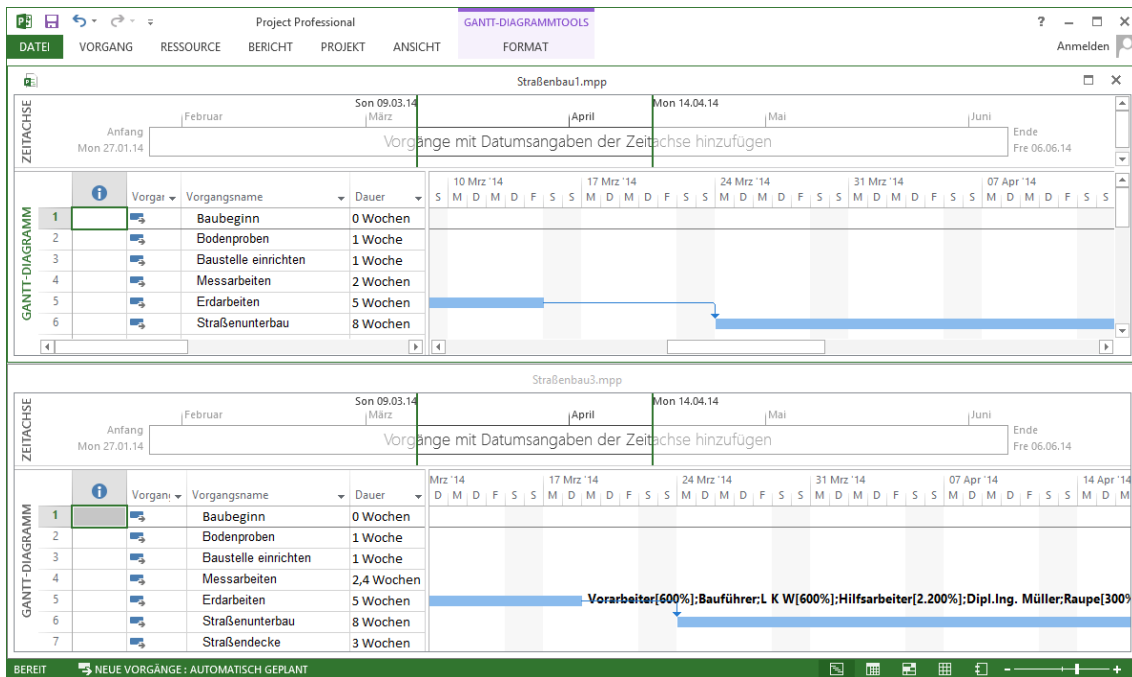 Project Professional GANTT-DIAGRAMMTOOLS ?
DATEI VORGANG RESSOURCE BERICHT PROJEKT ANSICHT FORMAT Anmelden
Straßenbau1.mpp
ZEITACHSE
Son 09.03.14 Mon 14.04.14
Februar März April Mai Juni
Anfang
Mon 27.01.14
Vorgänge mit Datumsangaben der Zeitachse hinzufügen
Ende
Fre 06.06.14
GANTT-DIAGRAMM
10 Mrz '14 17 Mrz '14 24 Mrz '14 31 Mrz '14 07 Apr '14
Vorgar Vorgangsname Dauer S M D M D F S S M D M D F S S M D M D F S S M D M D F S S M D M D F S S
1 Baubeginn 0 Wochen
2 Bodenproben 1 Woche
3 Baustelle einrichten 1 Woche
4 Messarbeiten 2 Wochen
5 Erdarbeiten 5 Wochen
6 Straßenunterbau 8 Wochen
Straßenbau3.mpp
ZEITACHSE
Son 09.03.14 Mon 14.04.14
Februar März April Mai Juni
Anfang
Mon 27.01.14
Vorgänge mit Datumsangaben der Zeitachse hinzufügen
Ende
Fre 06.06.14
GANTT-DIAGRAMM
Mrz '14 17 Mrz '14 24 Mrz '14 31 Mrz '14 07 Apr '14 14 Apr '14
Vorgan Vorgangsname Dauer D M D F S S M D M D F S S M D M D F S S M D M D F S S M D M D F S S M D M
1 Baubeginn 0 Wochen
2 Bodenproben 1 Woche
3 Baustelle einrichten 1 Woche
4 Messarbeiten 2,4 Wochen
5 Erdarbeiten 5 Wochen Vorarbeiter[600%];Bauführer;L K W[600%];Hilfsarbeiter[2.200%];Dipl.Ing. Müller;Raupe[300%
6 Straßenunterbau 8 Wochen
7 Straßendecke 3 Wochen
BEREIT NEUE VORGÄNGE : AUTOMATISCH GEPLANT